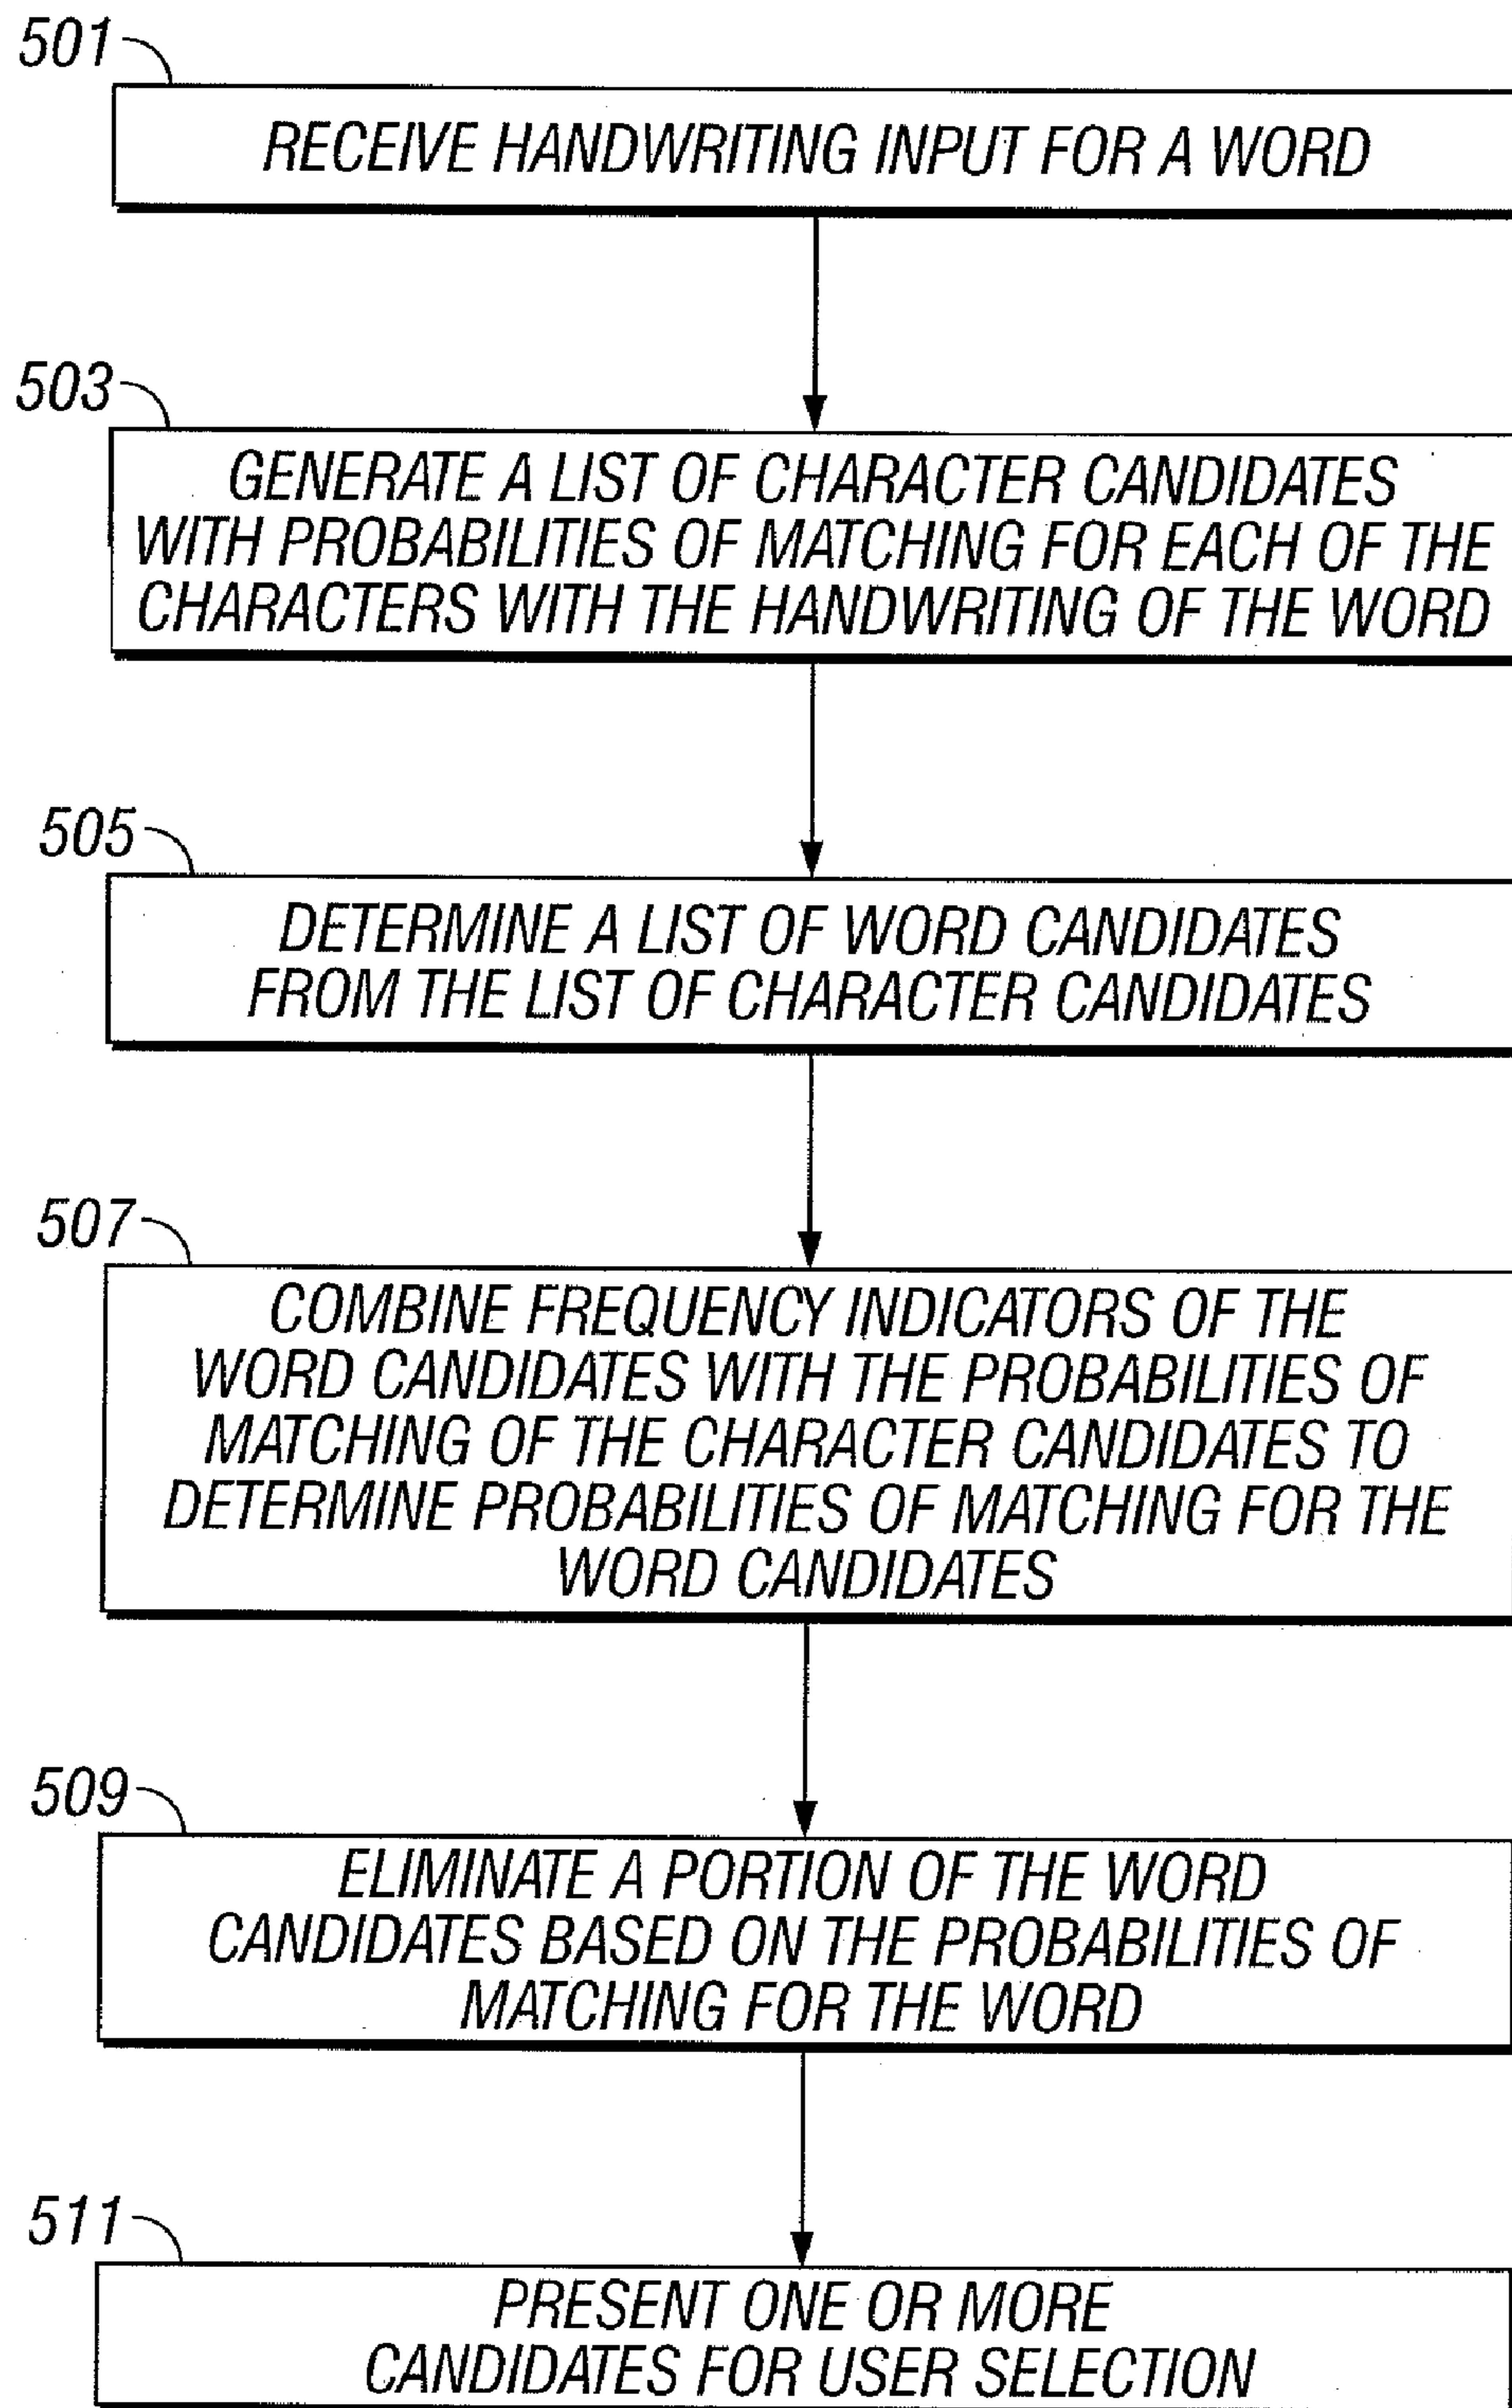 501
RECEIVE HANDWRITING INPUT FOR A WORD
503
GENERATE A LIST OF CHARACTER CANDIDATES
WITH PROBABILITIES OF MATCHING FOR EACH OF THE
CHARACTERS WITH THE HANDWRITING OF THE WORD
505
DETERMINE A LIST OF WORD CANDIDATES
FROM THE LIST OF CHARACTER CANDIDATES
507
COMBINE FREQUENCY INDICATORS OF THE
WORD CANDIDATES WITH THE PROBABILITIES OF
MATCHING OF THE CHARACTER CANDIDATES TO
DETERMINE PROBABILITIES OF MATCHING FOR THE
WORD CANDIDATES
509
ELIMINATE A PORTION OF THE WORD
CANDIDATES BASED ON THE PROBABILITIES OF
MATCHING FOR THE WORD
511
PRESENT ONE OR MORE
CANDIDATES FOR USER SELECTION